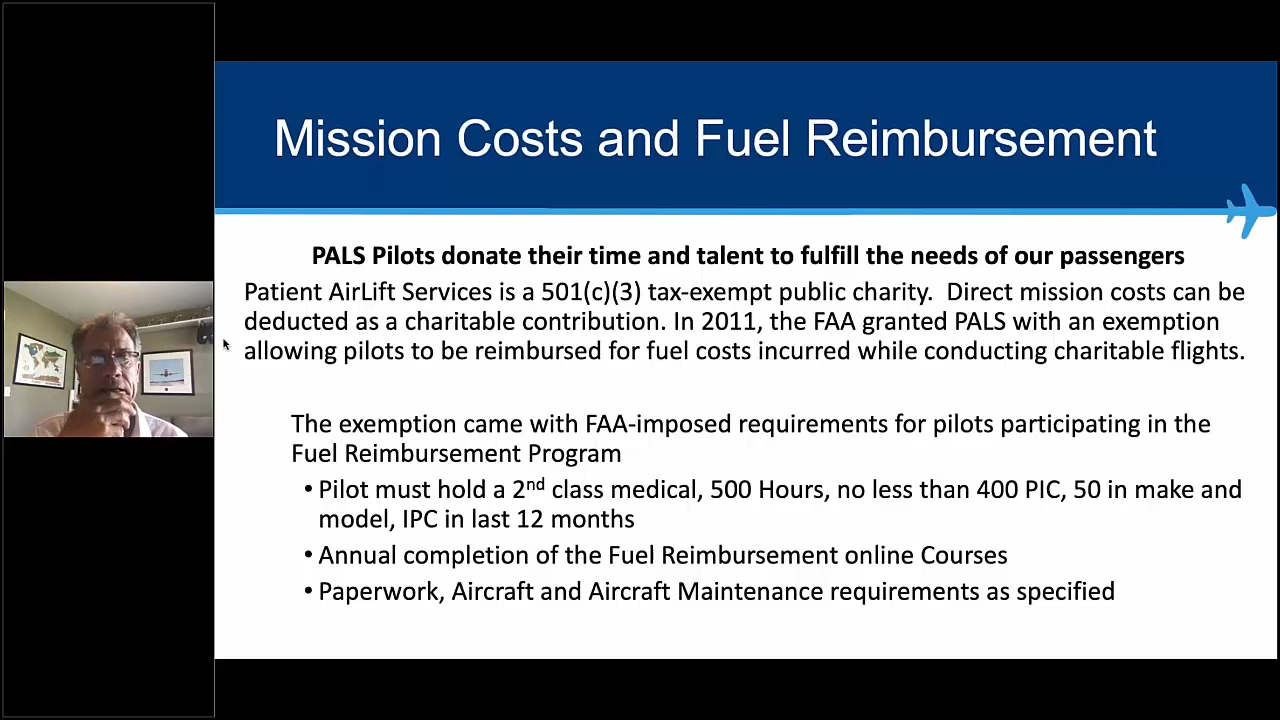 Mission Costs and Fuel Reimbursement
PALS Pilots donate their time and talent to fulfill the needs of our passengers
Patient AirLift Services is a 501(c)(3) tax-exempt public charity.  Direct mission costs can be
deducted as a charitable contribution. In 2011, the FAA granted PALS with an exemption
allowing pilots to be reimbursed for fuel costs incurred while conducting charitable flights.
The exemption came with FAA-imposed requirements for pilots participating in the
Fuel Reimbursement Program
• Pilot must hold a 2nd class medical, 500 Hours, no less than 400 PIC, 50 in make and
model, IPC in last 12 months
• Annual completion of the Fuel Reimbursement online Courses
• Paperwork, Aircraft and Aircraft Maintenance requirements as specified